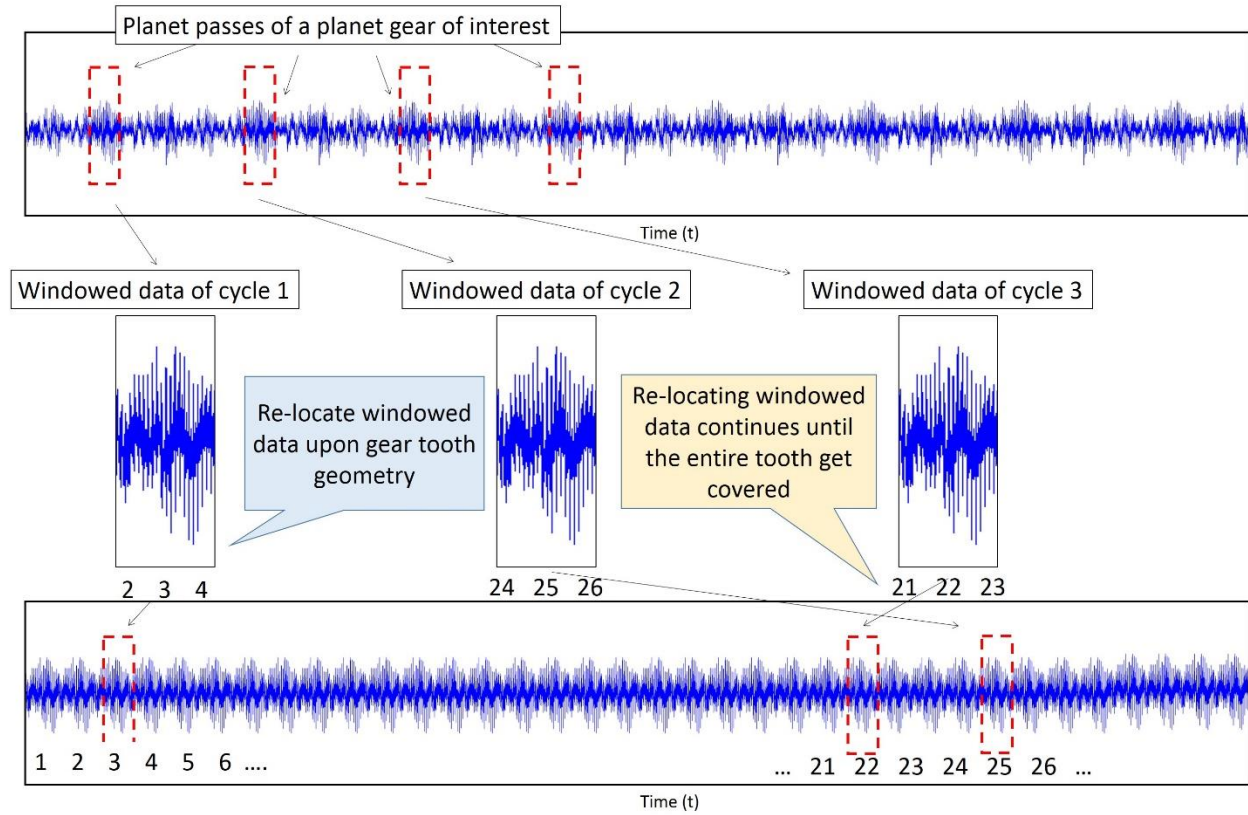 Planet passes of a planet gear of interest
Time (t)
Windowed data of cycle 1
Windowed data of cycle 2
Windowed data of cycle 3
Re-locate windowed
data upon gear tooth
geometry
Re-locating windowed
data continues until
the entire tooth get
covered
2 3 4
24 25 26
21 22 23
1 2 3 4 5 6 ....
... 21 22 23 24 25 26 ...
Time (t)